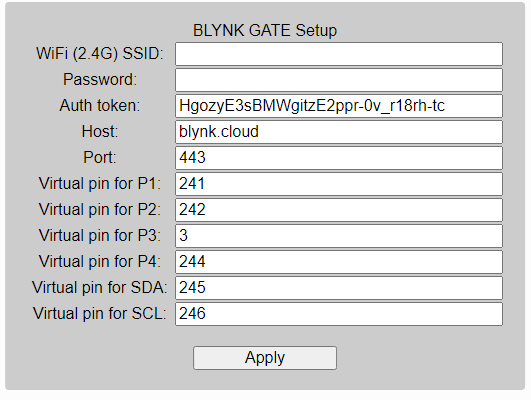 BLYNK GATE Setup
WiFi (2.4G) SSID:
Password:
Auth token: HgozyE3sBMWgitzE2ppr-0v_r18rh-tc
Host: blynk.cloud
Port: 443
Virtual pin for P1: 241
Virtual pin for P2: 242
Virtual pin for P3: 3
Virtual pin for P4: 244
Virtual pin for SDA: 245
Virtual pin for SCL: 246
Apply